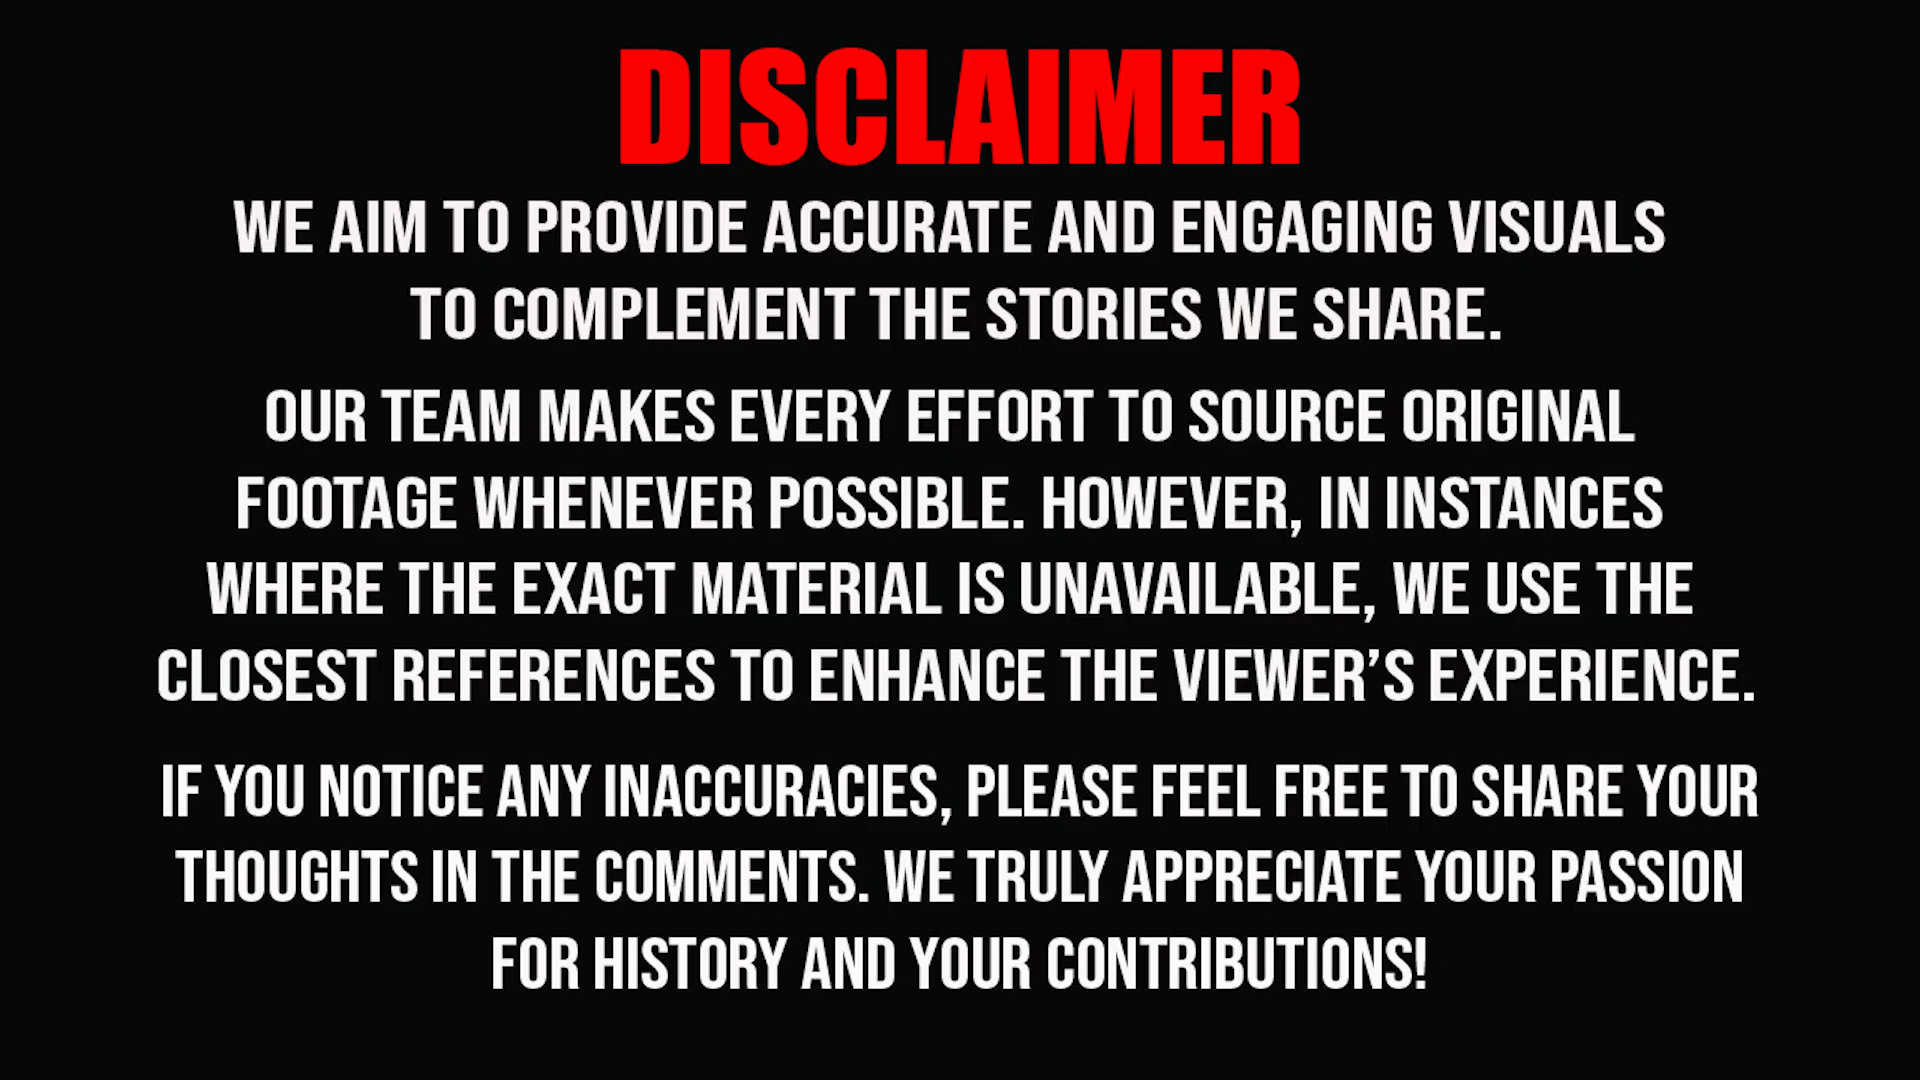 DISCLAIMER
WE AIM TO PROVIDE ACCURATE AND ENGAGING VISUALS
TO COMPLEMENT THE STORIES WE SHARE.
OUR TEAM MAKES EVERY EFFORT TO SOURCE ORIGINAL
FOOTAGE WHENEVER POSSIBLE. HOWEVER, IN INSTANCES
WHERE THE EXACT MATERIAL IS UNAVAILABLE, WE USE THE
CLOSEST REFERENCES TO ENHANCE THE VIEWER’S EXPERIENCE.
IF YOU NOTICE ANY INACCURACIES, PLEASE FEEL FREE TO SHARE YOUR
THOUGHTS IN THE COMMENTS. WE TRULY APPRECIATE YOUR PASSION
FOR HISTORY AND YOUR CONTRIBUTIONS!